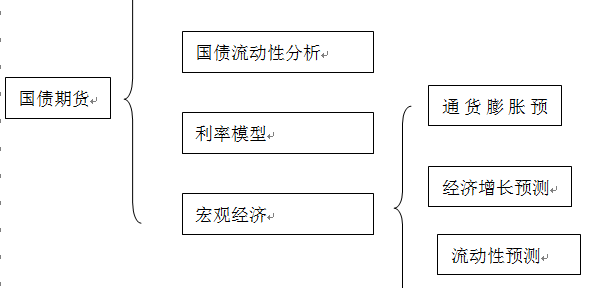 国债流动性分析
国债期货
通货膨胀预
利率模型
经济增长预测
宏观经济
流动性预测